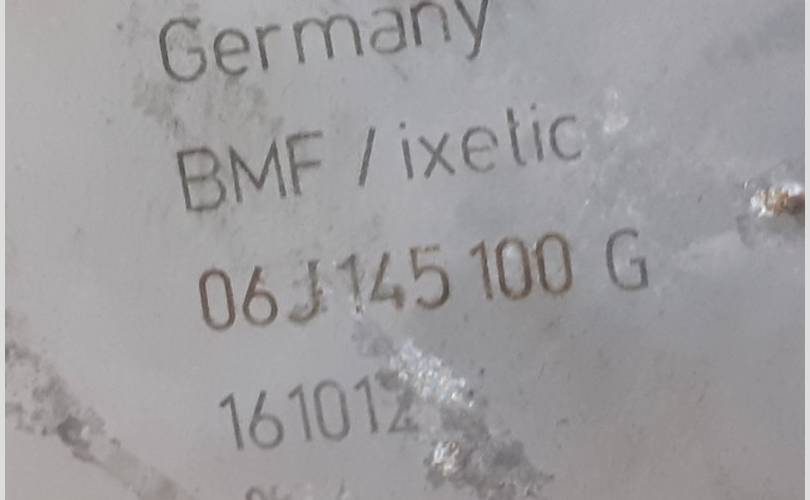 Germany
BMF / ixetic
06J 145 100 G
161012